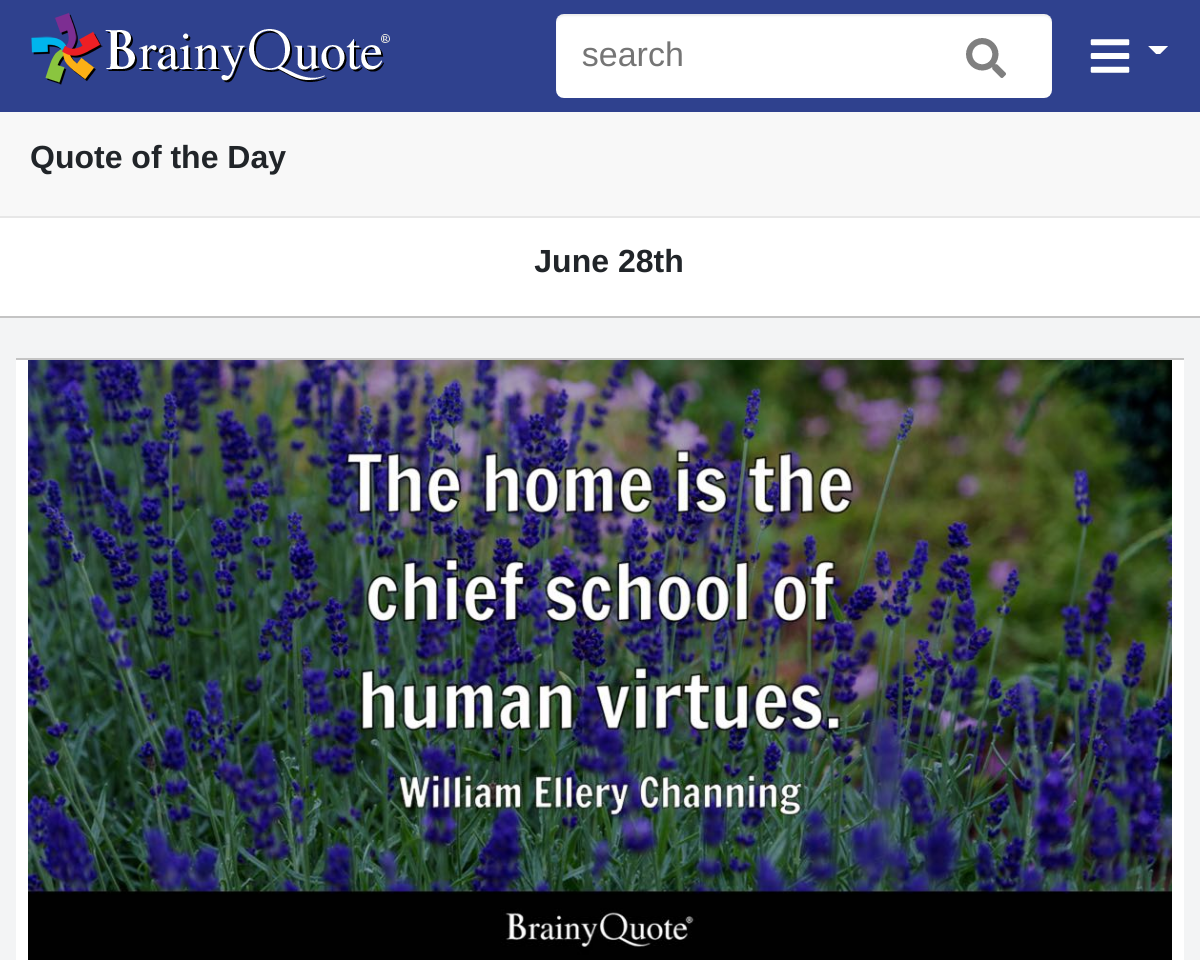 BrainyQuote®
search
Quote of the Day
June 28th
The home is the
chief school of
human virtues.
William Ellery Channing
BrainyQuote®